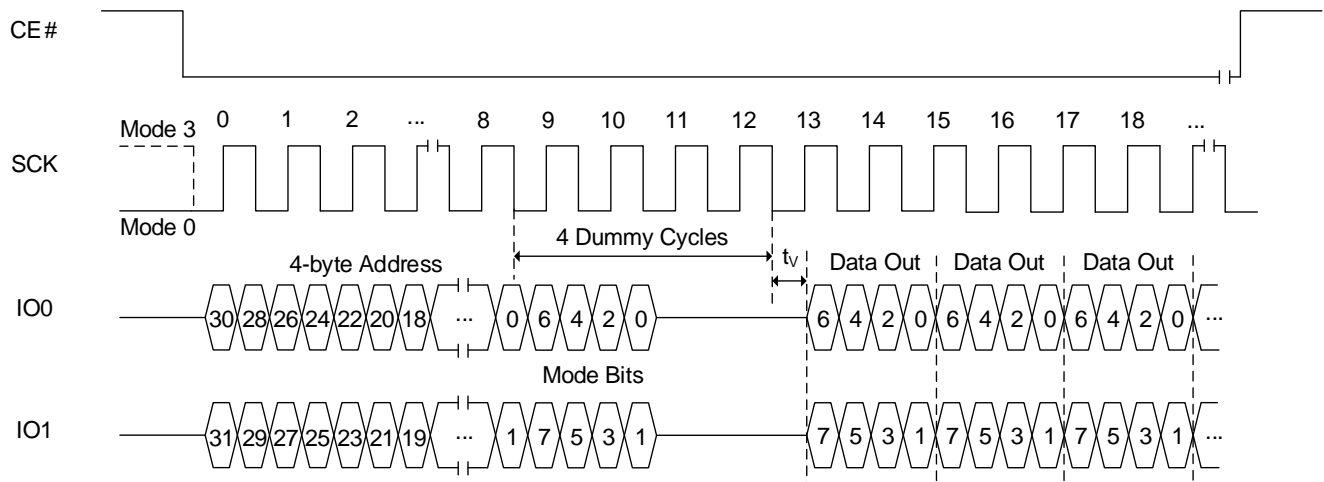 CE#
0 1 2 ... 8 9 10 11 12 13 14 15 16 17 18 ...
Mode 3
SCK
Mode 0
4 Dummy Cycles
4-byte Address
tV
Data Out Data Out Data Out
IO0
30 28 26 24 22 20 18 ... 0 6 4 2 0 6 4 2 0 6 4 2 0 6 4 2 0 ...
Mode Bits
IO1
31 29 27 25 23 21 19 ... 1 7 5 3 1 7 5 3 1 7 5 3 1 7 5 3 1 ...